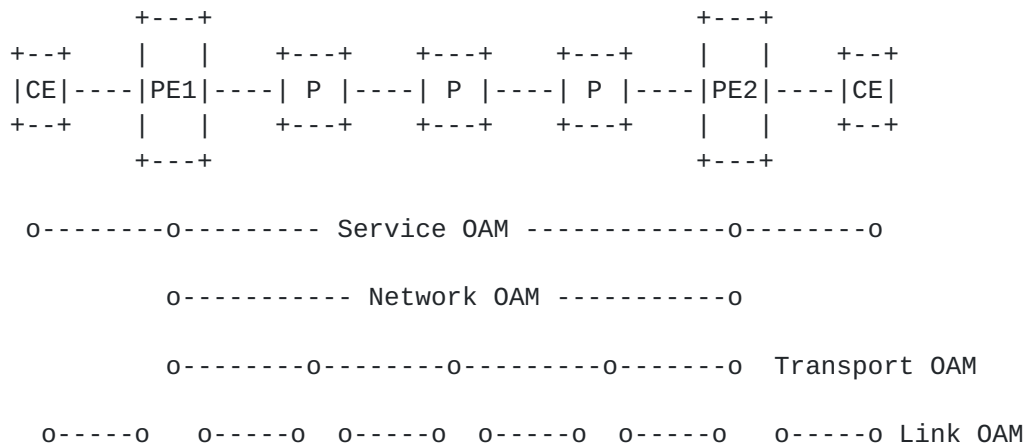 +---+                               +---+
+--+    |   |    +---+    +---+    +---+    |   |    +--+
|CE|----|PE1|----| P |----| P |----| P |----|PE2|----|CE|
+--+    |   |    +---+    +---+    +---+    |   |    +--+
        +---+                               +---+
 o--------o--------- Service OAM -------------o--------o
          o----------- Network OAM -----------o
          o--------o--------o---------o-------o  Transport OAM
  o-----o   o-----o  o-----o  o-----o  o-----o   o-----o Link OAM